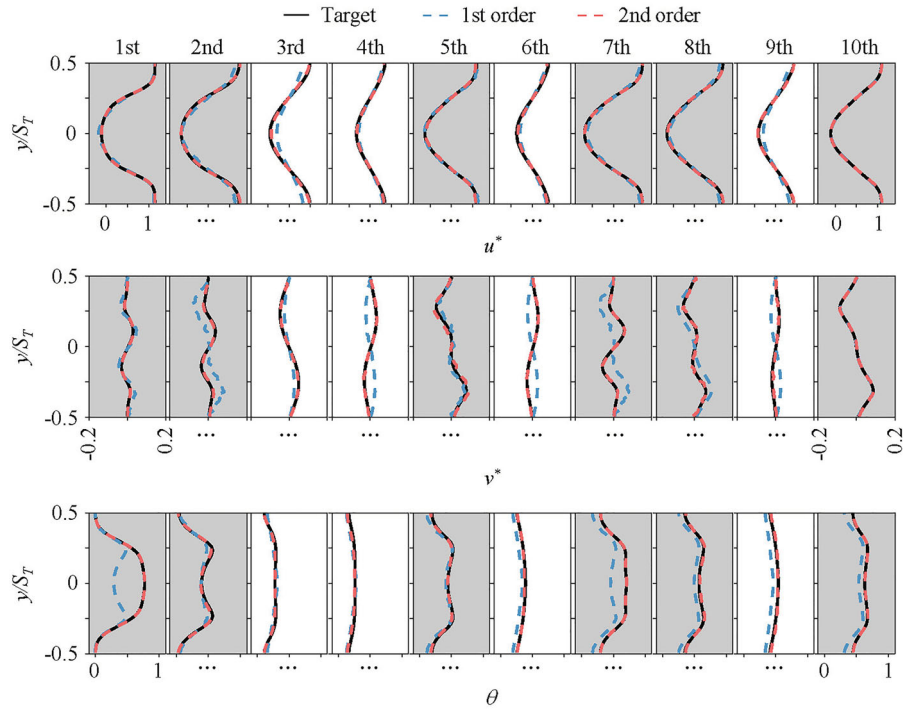 Target 1st order 2nd order
1st 2nd 3rd 4th 5th 6th 7th 8th 9th 10th
0.5
y/S_T 0
-0.5
0 1 ... ... ... ... ... ... ... ... 0 1
u*
0.5
y/S_T 0
-0.5
-0.2 0.2 ... ... ... ... ... ... ... ... -0.2 0.2
v*
0.5
y/S_T 0
-0.5
0 1 ... ... ... ... ... ... ... ... 0 1
θ